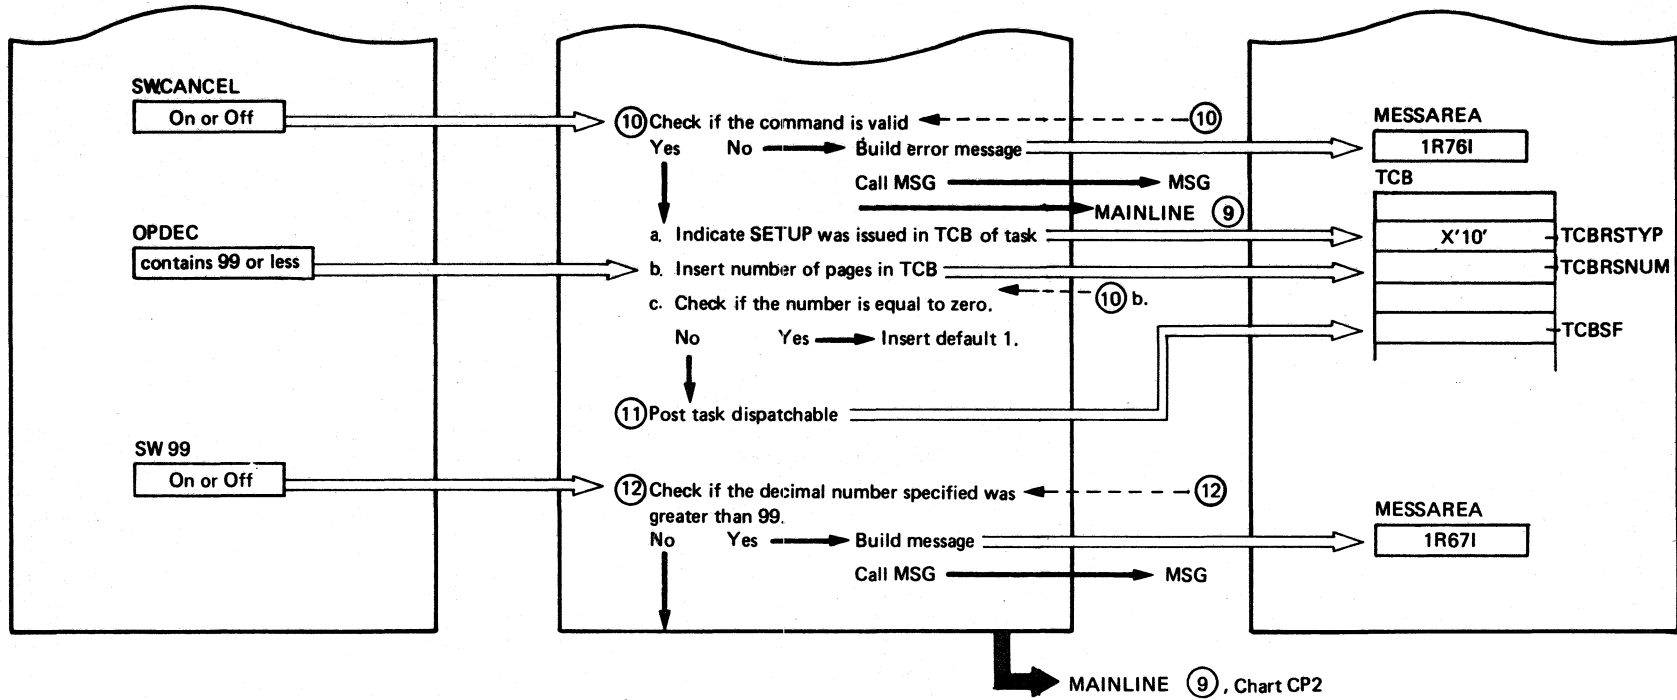 SW.CANCEL
On or Off
10 Check if the command is valid
10
Yes No Build error message
Call MSG MSG
MAINLINE 9
MESSAREA
1R76I
TCB
OPDEC
contains 99 or less
a. Indicate SETUP was issued in TCB of task
X'10'
TCBRSTYP
b. Insert number of pages in TCB
TCBRSNUM
c. Check if the number is equal to zero.
10 b.
No Yes Insert default 1.
TCBSF
11 Post task dispatchable
SW 99
On or Off
12 Check if the decimal number specified was
greater than 99.
12
No Yes Build message
Call MSG MSG
MESSAREA
1R67I
MAINLINE 9, Chart CP2